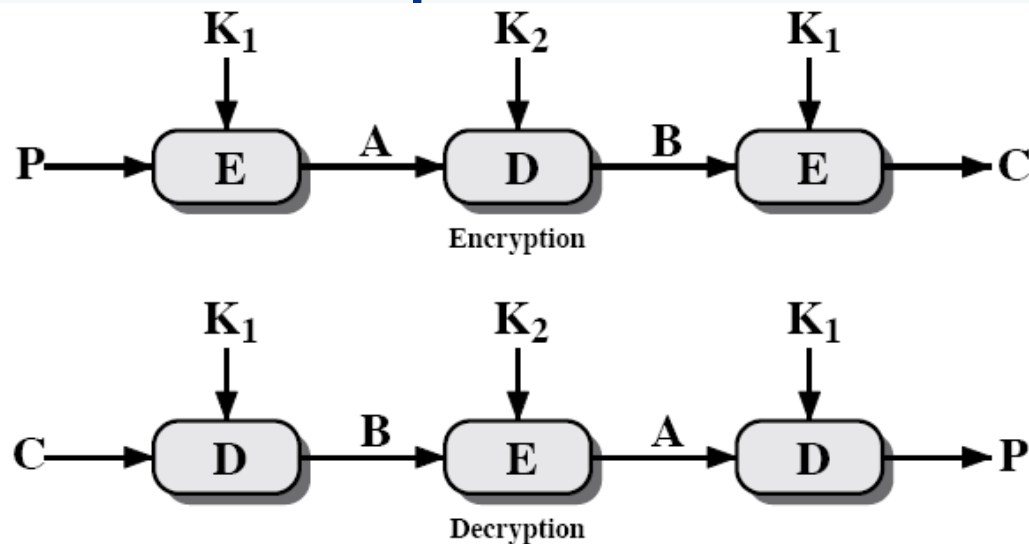 K₁ K₂ K₁
P E A D B E C
Encryption
K₁ K₂ K₁
C D B E A D P
Decryption